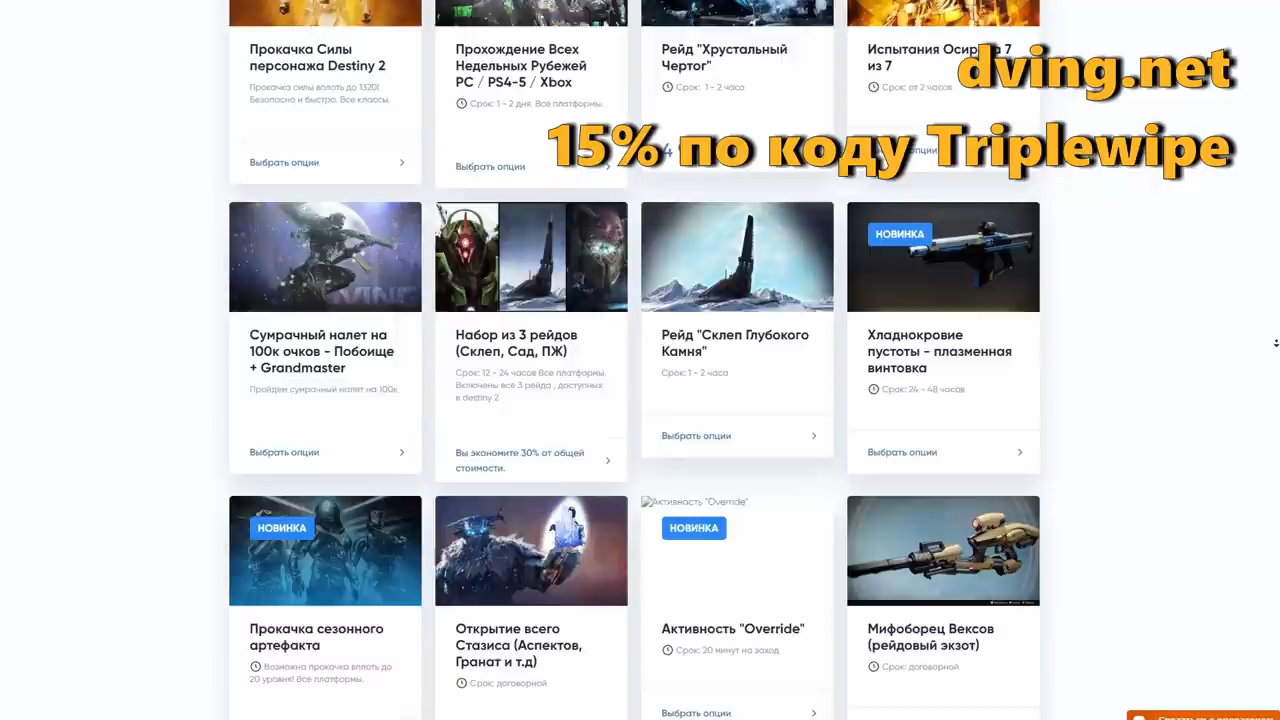 Прокачка Силы
персонажа Destiny 2
Прокачка силы вплоть до 1320!
Безопасно и быстро. Все классы.
Выбрать опции
Прохождение Всех
Недельных Рубежей
PC / PS4-5 / Xbox
Срок: 1 - 2 дня. Все платформы.
Выбрать опции
Рейд "Хрустальный
Чертог"
Срок: 1 - 2 часа
Испытания Осириса 7
из 7
Срок: от 2 часов
опции
dving.net
15% по коду Triplewipe
Сумрачный налет на
100к очков - Побоище
+ Grandmaster
Пройдем сумрачный налет на 100к.
Выбрать опции
Набор из 3 рейдов
(Склеп, Сад, ПЖ)
Срок: 12 - 24 часов Все платформы.
Включены все 3 рейда , доступных
в destiny 2
Вы экономите 30% от общей
стоимости.
Рейд "Склеп Глубокого
Камня"
Срок: 1 - 2 часа
Выбрать опции
НОВИНКА
Хладнокровие
пустоты - плазменная
винтовка
Срок: 24 - 48 часов
Выбрать опции
НОВИНКА
Прокачка сезонного
артефакта
Возможна прокачка вплоть до
20 уровня! Все платформы.
Открытие всего
Стазиса (Аспектов,
Гранат и т.д)
Срок: договорной
Активность "Override"
НОВИНКА
Активность "Override"
Срок: 20 минут на заход
Выбрать опции
Мифоборец Вексов
(рейдовый экзот)
Срок: договорной